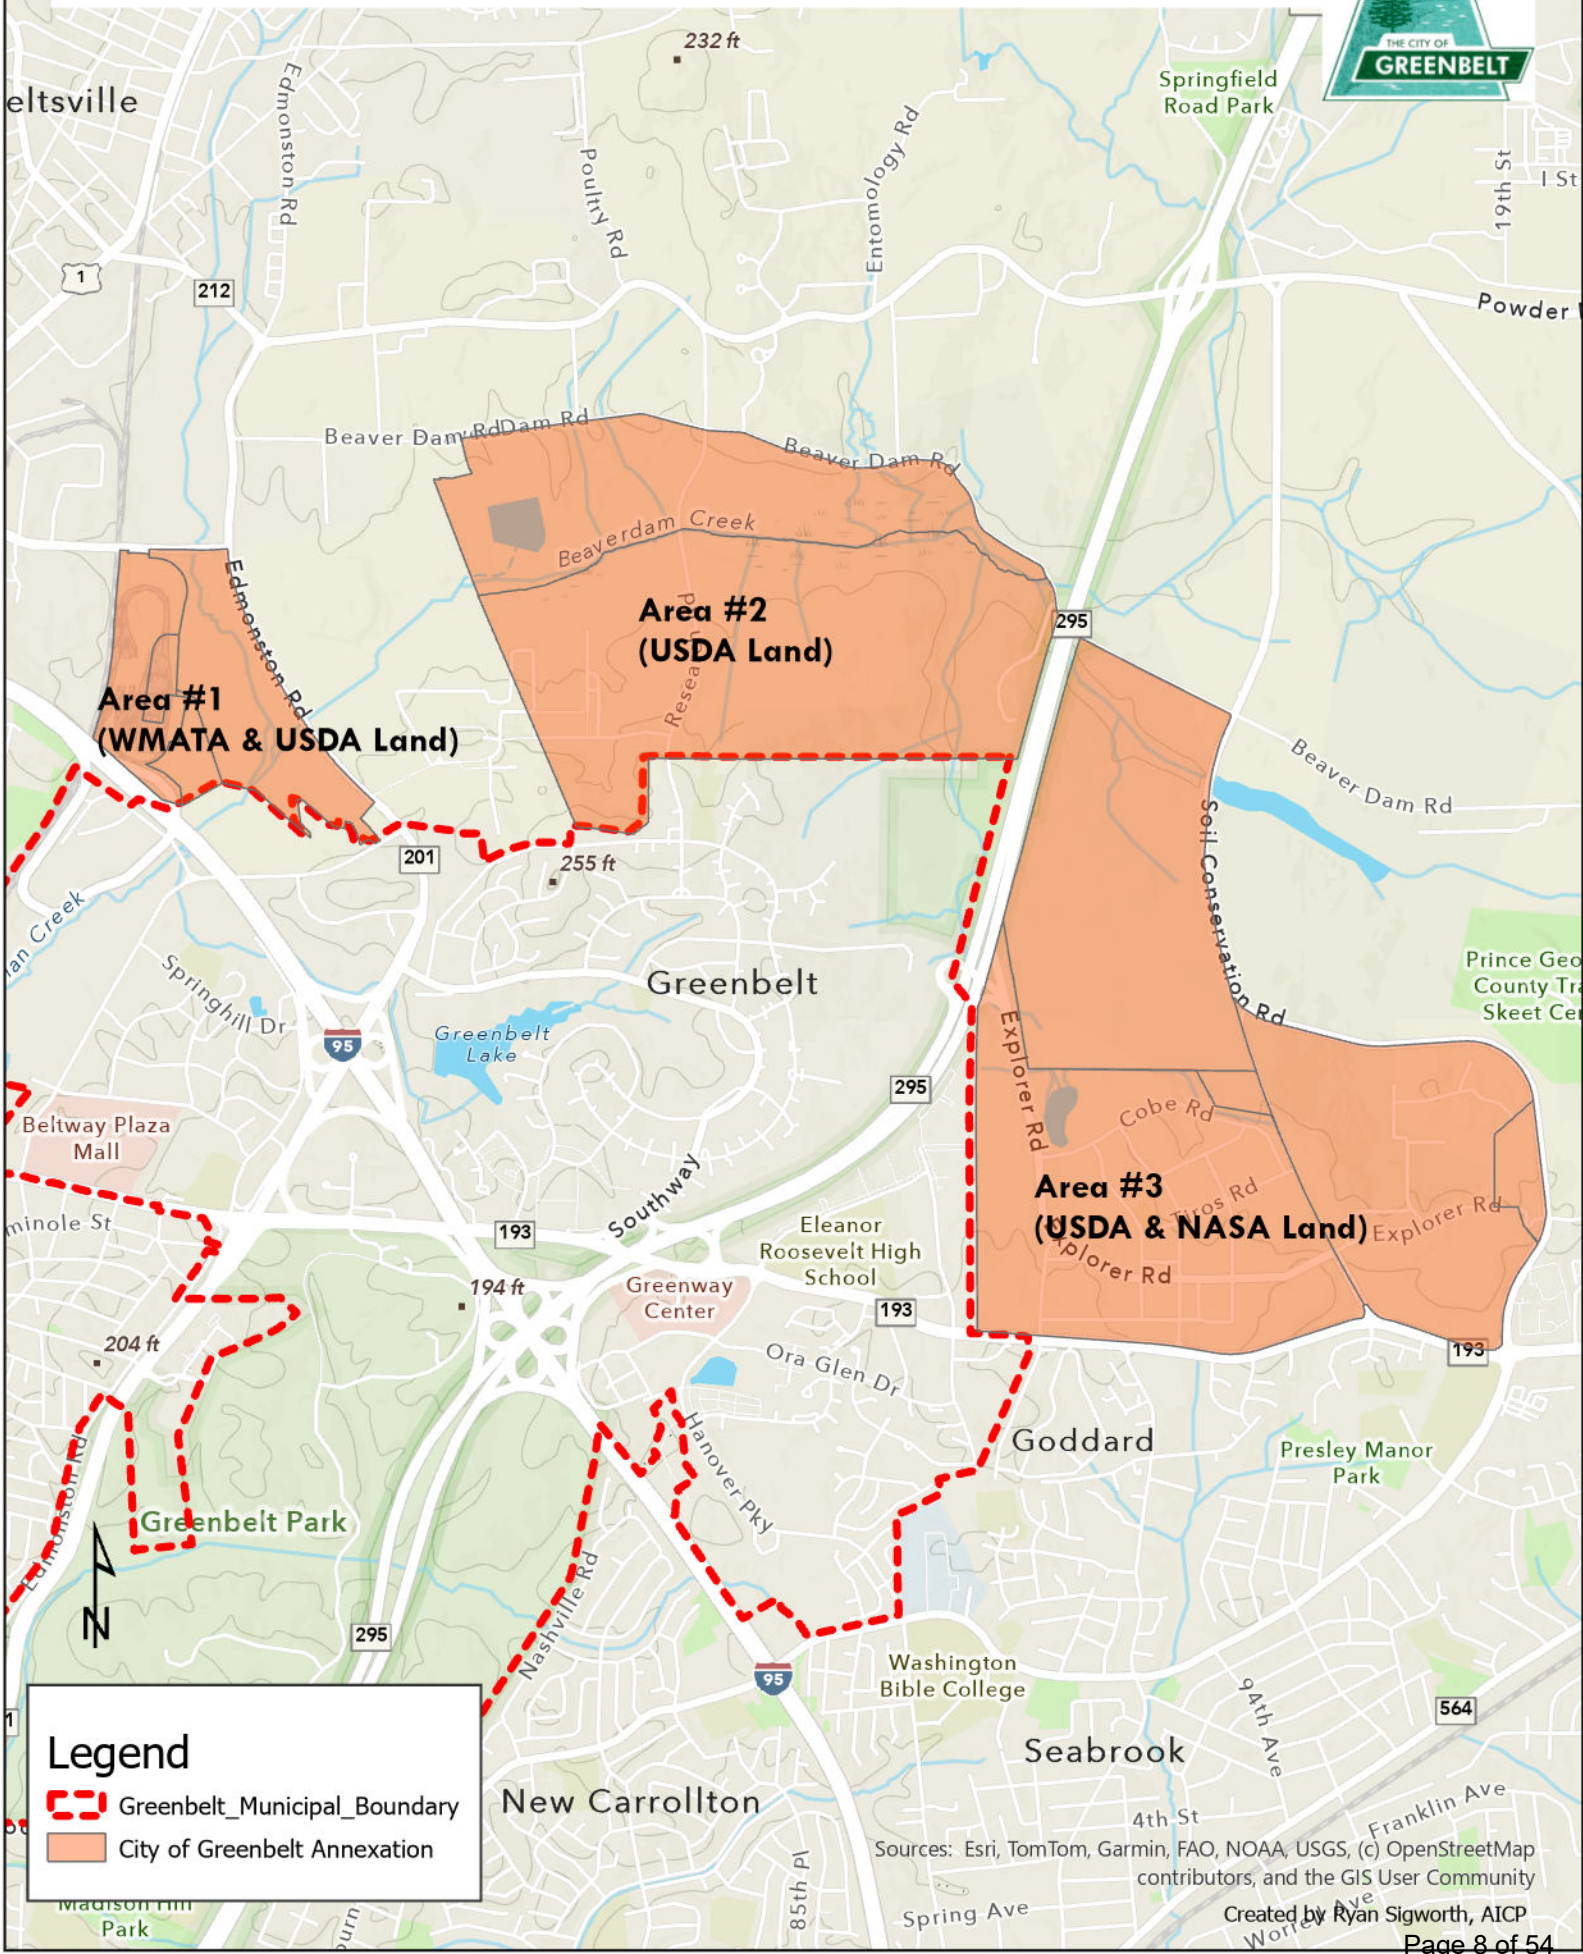 232 ft
THE CITY OF
GREENBELT
Springfield
Road Park
eltsville
Edmonston Rd
Poultry Rd
Entomology Rd
19th St
I St
1
212
Powder
Beaver Dam Rd
Dam Rd
Beaver Dam Rd
Beaverdam Creek
Edmonston Rd
Area #2
(USDA Land)
295
Area #1
(WMATA & USDA Land)
Beaver Dam Rd
Soil Conservation Rd
201
255 ft
an Creek
Springhill Dr
Greenbelt
Prince Geo
County Tra
Skeet Cen
95
Greenbelt
Lake
295
Explorer Rd
Cobe Rd
Beltway Plaza
Mall
Southway
Area #3
(USDA & NASA Land)
Tiros Rd
Explorer Rd
Explorer Rd
minole St
193
Eleanor
Roosevelt High
School
194 ft
Greenway
Center
193
204 ft
193
Ora Glen Dr
Hanover Pky
Goddard
Presley Manor
Park
Edmonston Rd
Greenbelt Park
N
295
Nashville Rd
95
Washington
Bible College
94th Ave
564
1
Legend
Greenbelt_Municipal_Boundary
City of Greenbelt Annexation
Seabrook
New Carrollton
4th St
Franklin Ave
Sources: Esri, TomTom, Garmin, FAO, NOAA, USGS, (c) OpenStreetMap
contributors, and the GIS User Community
85th Pl
Spring Ave
Created by Ryan Sigworth, AICP
Madison Hill
Park
urn
Page 8 of 54